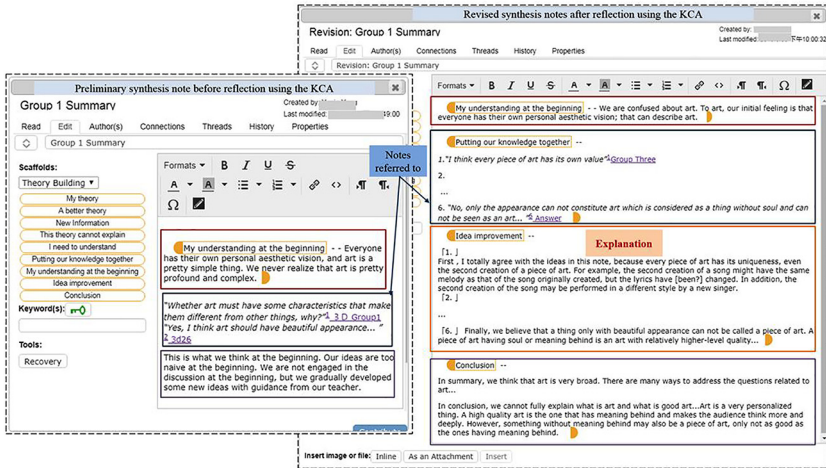 Revised synthesis notes after reflection using the KCA
Revision: Group 1 Summary
Created by:
Last modified: 下午10:00:32
Read Edit Author(s) Connections Threads History Properties
Revision: Group 1 Summary
Formats B I U S A A
My understanding at the beginning - - We are confused about art. To art, our initial feeling is that
everyone has their own personal aesthetic vision; that can describe art.
Putting our knowledge together --
1."I think every piece of art has its own value"1Group Three
2.
...
6. "No, only the appearance can not constitute art which is considered as a thing without soul and can
not be seen as an art... "6 Answer
Idea improvement --
Explanation
「1. 」
First , I totally agree with the ideas in this note, because every piece of art has its uniqueness, even
the second creation of a piece of art. For example, the second creation of a song might have the same
melody as that of the song originally created, but the lyrics have [been?] changed. In addition, the
second creation of the song may be performed in a different style by a new singer.
「2. 」
...
「6. 」 Finally, we believe that a thing only with beautiful appearance can not be called a piece of art. A
piece of art having soul or meaning behind is an art with relatively higher-level quality...
Conclusion --
In summary, we think that art is very broad. There are many ways to address the questions related to
art...
In conclusion, we cannot fully explain what is art and what is good art...Art is a very personalized
thing. A high quality art is the one that has meaning behind and makes the audience think more and
deeply. However, something without meaning behind may also be a piece of art, only not as good as
the ones having meaning behind.
Insert image or file: Inline As an Attachment Insert
Preliminary synthesis note before reflection using the KCA
Group 1 Summary
Created by:
Last modified: 49:00
Read Edit Author(s) Connections Threads History Properties
Group 1 Summary
Scaffolds:
Theory Building
My theory
A better theory
New Information
This theory cannot explain
I need to understand
Putting our knowledge together
My understanding at the beginning
Idea improvement
Conclusion
Keyword(s):
Tools:
Recovery
Formats B I U S
A A
Ω
My understanding at the beginning - - Everyone
has their own personal aesthetic vision, and art is a
pretty simple thing. We never realize that art is pretty
profound and complex.
"Whether art must have some characteristics that make
them different from other things, why?"1 3 D Group1
"Yes, I think art should have beautiful appearance... "
2 3d26
This is what we think at the beginning. Our ideas are too
naive at the beginning. We are not engaged in the
discussion at the beginning, but we gradually developed
some new ideas with guidance from our teacher.
Notes
referred to